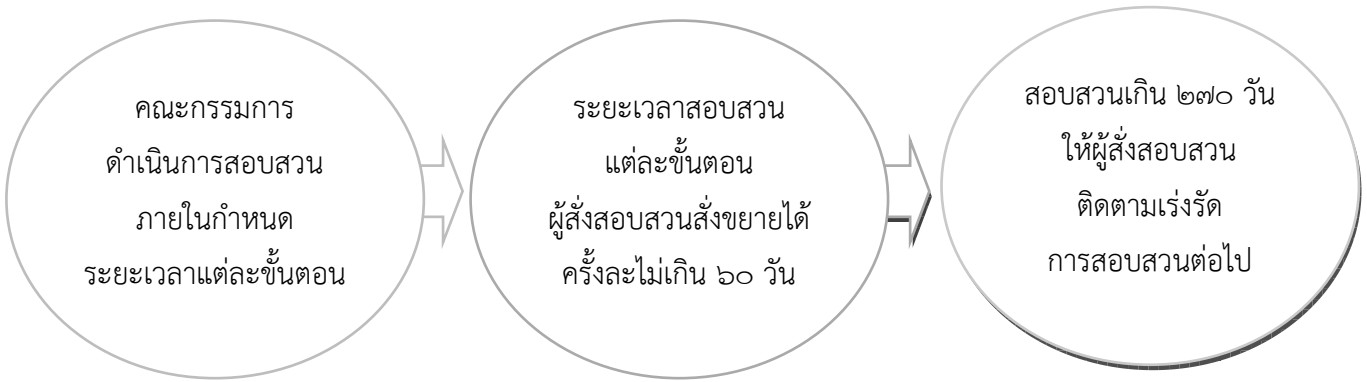 คณะกรรมการ
ดำเนินการสอบสวน
ภายในกำหนด
ระยะเวลาแต่ละขั้นตอน
ระยะเวลาสอบสวน
แต่ละขั้นตอน
ผู้สั่งสอบสวนสั่งขยายได้
ครั้งละไม่เกิน ๖๐ วัน
สอบสวนเกิน ๒๗๐ วัน
ให้ผู้สั่งสอบสวน
ติดตามเร่งรัด
การสอบสวนต่อไป